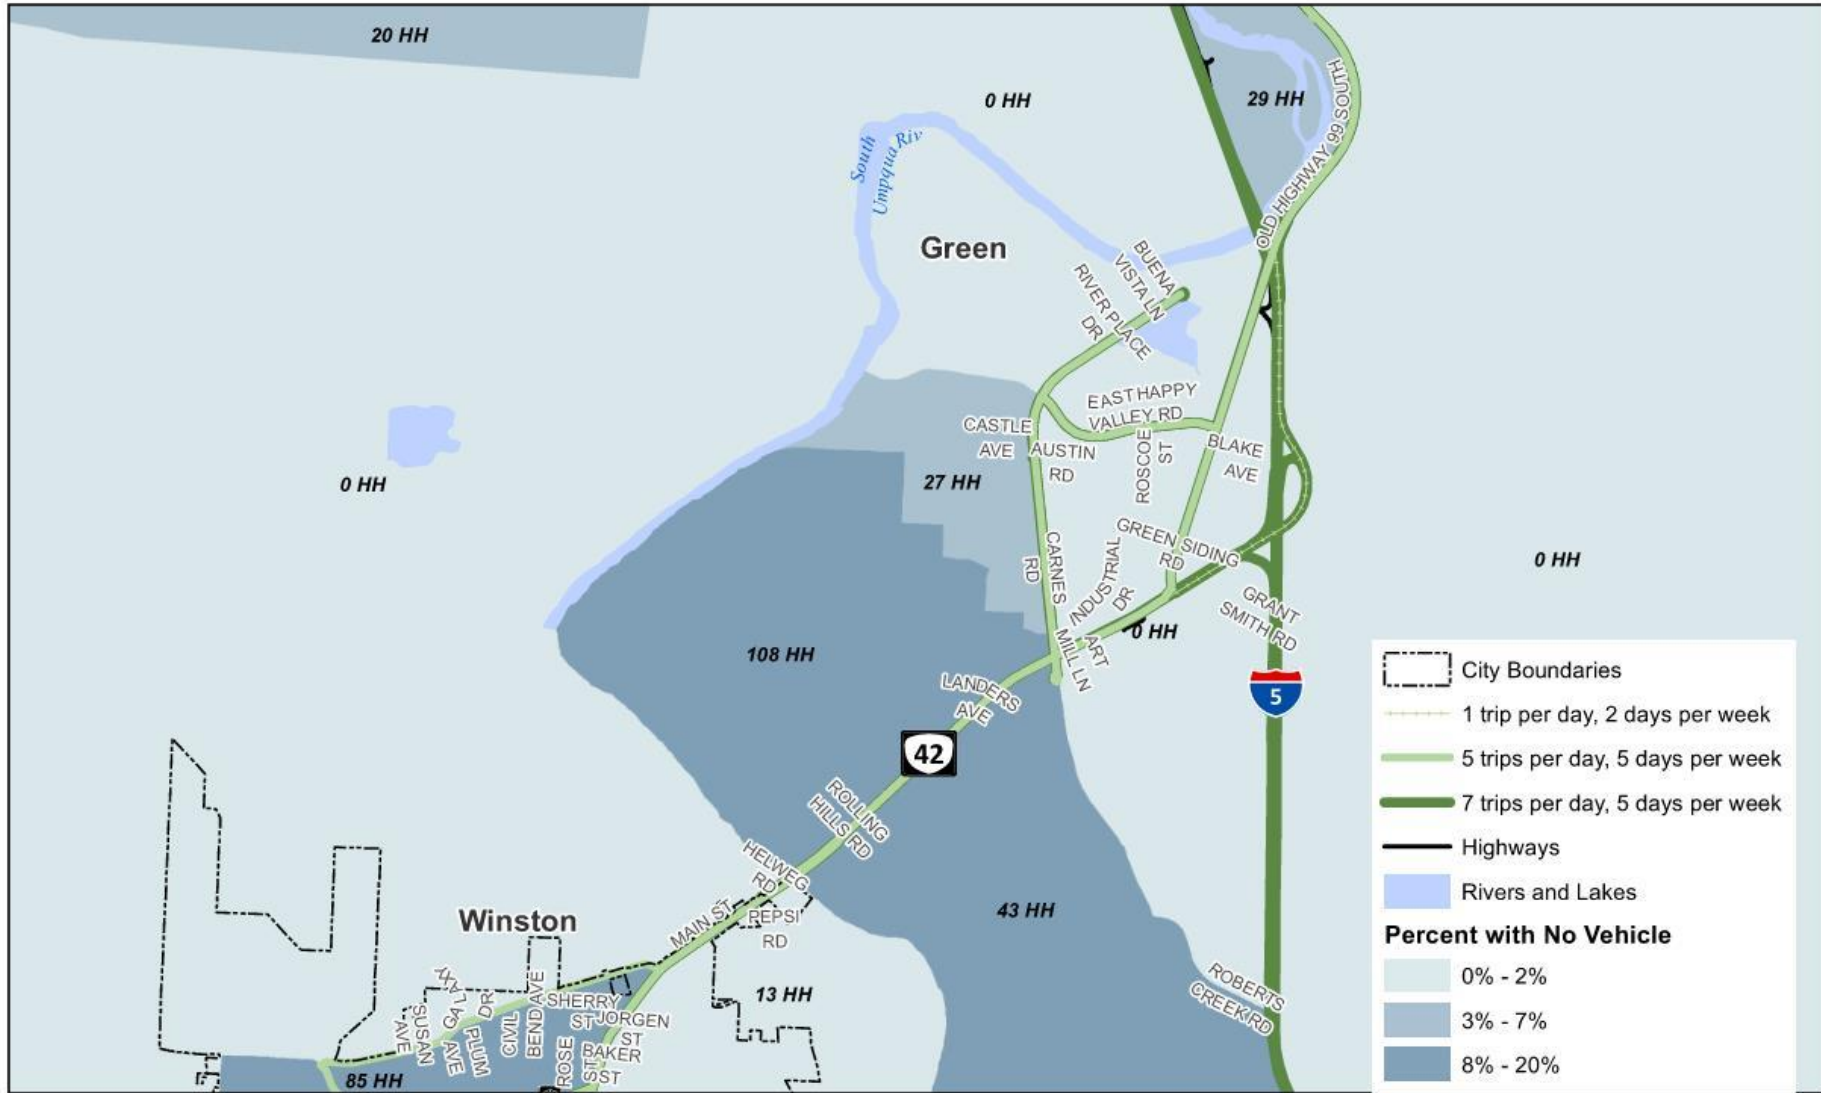 20 HH
0 HH
29 HH
OLD HIGHWAY 99 SOUTH
South
Umpqua Riv
Green
BUENA
VISTA LN
RIVER PLACE
DR
EAST HAPPY
VALLEY RD
CASTLE
AVE
AUSTIN
RD
ROSCOE
ST
BLAKE
AVE
0 HH
27 HH
0 HH
GREEN SIDING
RD
CARNES
RD
INDUSTRIAL
DR
GRANT
SMITH RD
0 HH
ART
MILL LN
108 HH
LANDERS
AVE
5
42
ROLLING
HILLS RD
HELWEG
RD
MAIN ST
PEPSI
RD
43 HH
Winston
13 HH
ROBERTS
CREEK RD
GALAXY
DR
SUSAN
AVE
PLUM
AVE
CIVIL
BEND AVE
SHERRY
ST
JORGEN
ST
ROSE
ST
BAKER
ST
85 HH
City Boundaries
1 trip per day, 2 days per week
5 trips per day, 5 days per week
7 trips per day, 5 days per week
Highways
Rivers and Lakes
Percent with No Vehicle
0% - 2%
3% - 7%
8% - 20%